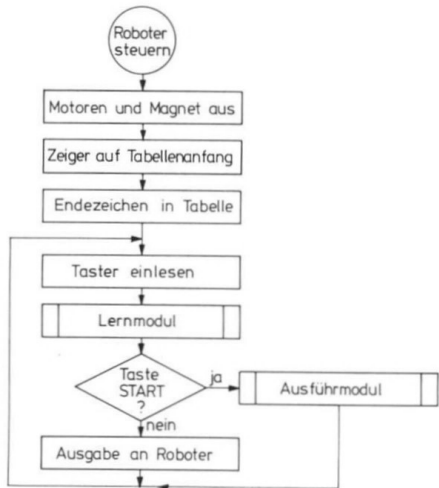 Roboter
steuern
Motoren und Magnet aus
Zeiger auf Tabellenanfang
Endezeichen in Tabelle
Taster einlesen
Lernmodul
Taste
START
?
ja
Ausführmodul
nein
Ausgabe an Roboter